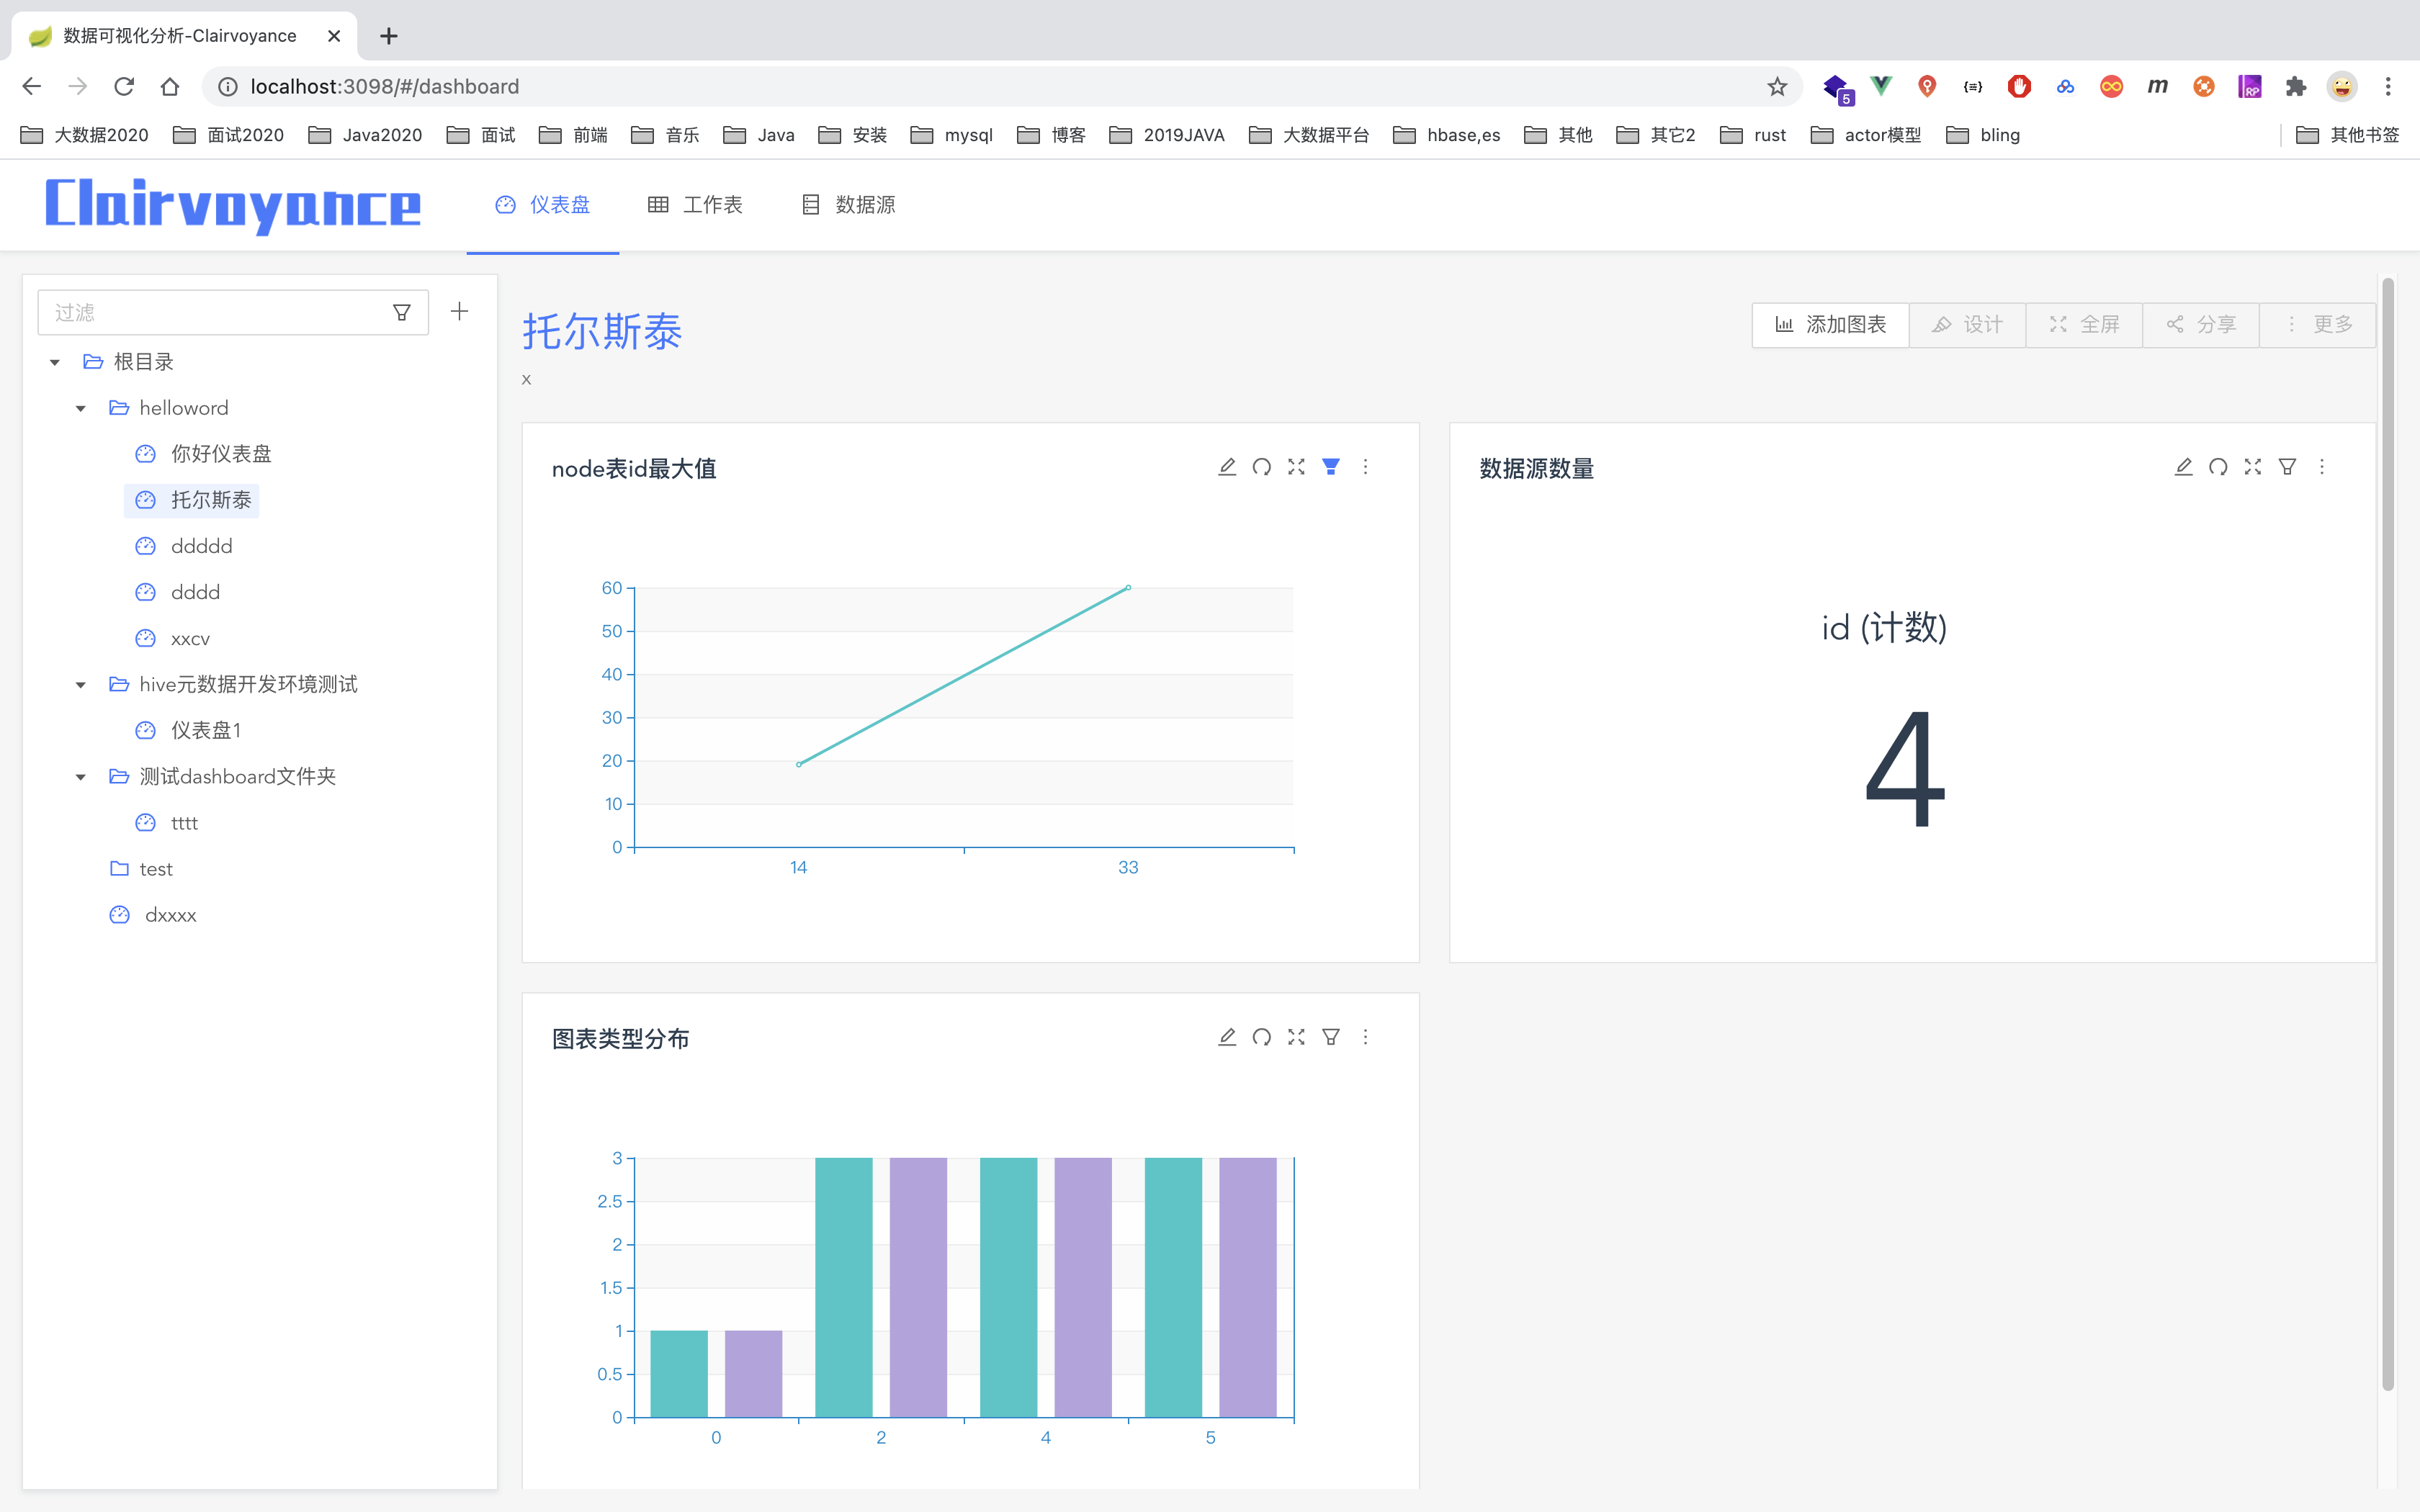 数据可视化分析-Clairvoyance
localhost:3098/#/dashboard
5
{≡}
m
RP
大数据2020 面试2020 Java2020 面试 前端 音乐 Java 安装 mysql 博客 2019JAVA 大数据平台 hbase,es 其他 其它2 rust actor模型 bling 其他书签
Clairvoyance 仪表盘 工作表 数据源
过滤
根目录
helloword
你好仪表盘
托尔斯泰
ddddd
dddd
xxcv
hive元数据开发环境测试
仪表盘1
测试dashboard文件夹
tttt
test
dxxxx
托尔斯泰
x
添加图表 设计 全屏 分享 更多
node表id最大值
60
50
40
30
20
10
0
14 33
数据源数量
id (计数)
4
图表类型分布
3
2.5
2
1.5
1
0.5
0
0 2 4 5